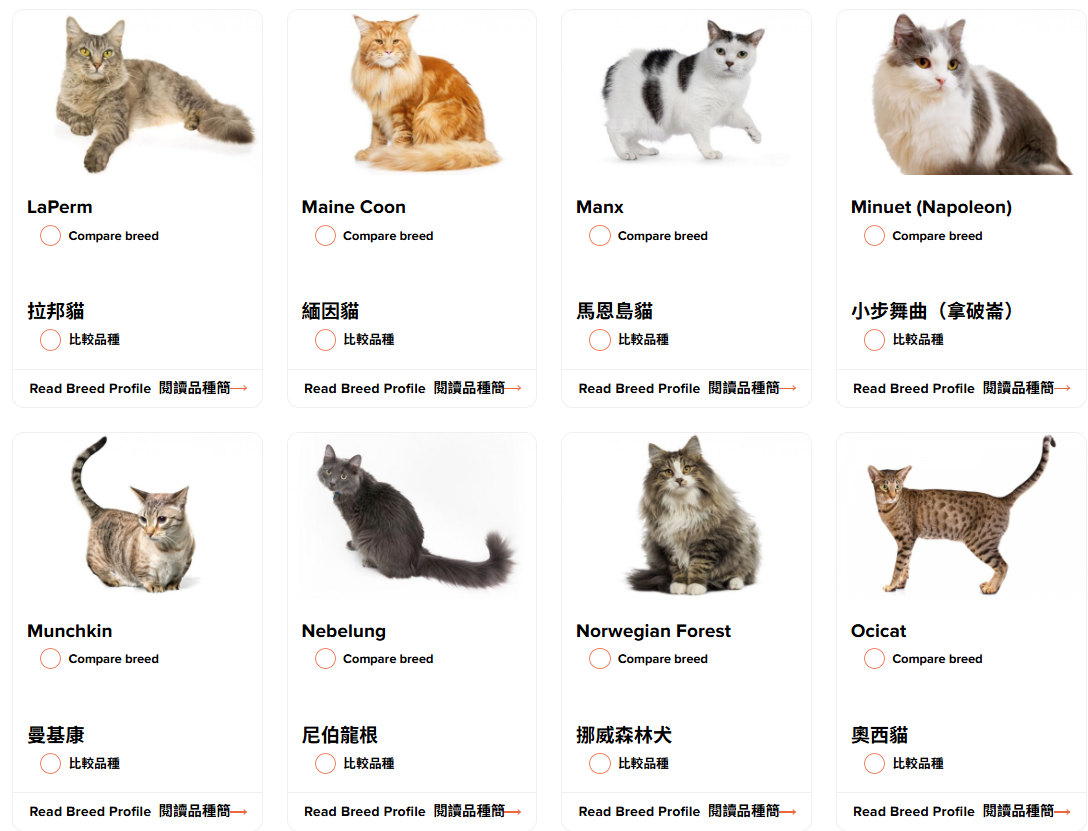 LaPerm
Compare breed
拉邦貓
比較品種
Read Breed Profile 閱讀品種簡
Maine Coon
Compare breed
緬因貓
比較品種
Read Breed Profile 閱讀品種簡
Manx
Compare breed
馬恩島貓
比較品種
Read Breed Profile 閱讀品種簡
Minuet (Napoleon)
Compare breed
小步舞曲（拿破崙）
比較品種
Read Breed Profile 閱讀品種簡
Munchkin
Compare breed
曼基康
比較品種
Read Breed Profile 閱讀品種簡
Nebelung
Compare breed
尼伯龍根
比較品種
Read Breed Profile 閱讀品種簡
Norwegian Forest
Compare breed
挪威森林犬
比較品種
Read Breed Profile 閱讀品種簡
Ocicat
Compare breed
奧西貓
比較品種
Read Breed Profile 閱讀品種簡